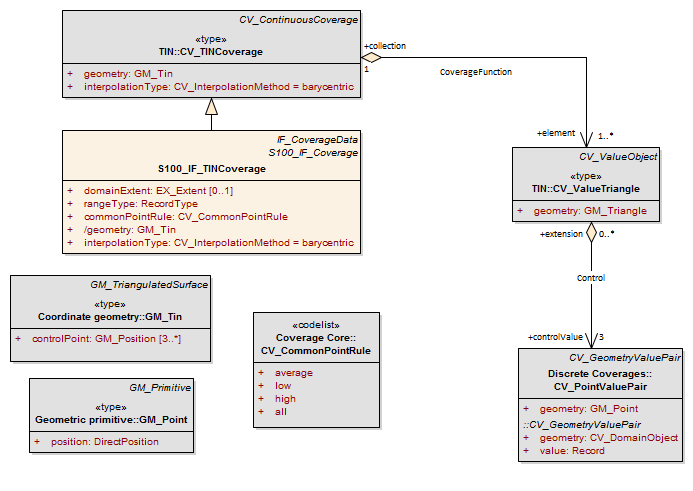 CV_ContinuousCoverage
«type»
TIN::CV_TINCoverage
+ geometry: GM_Tin
+ interpolationType: CV_InterpolationMethod = barycentric
+collection
1
CoverageFunction
+element
1..*
IF_CoverageData
S100_IF_Coverage
S100_IF_TINCoverage
+ domainExtent: EX_Extent [0..1]
+ rangeType: RecordType
+ commonPointRule: CV_CommonPointRule
+ /geometry: GM_Tin
+ interpolationType: CV_InterpolationMethod = barycentric
CV_ValueObject
«type»
TIN::CV_ValueTriangle
+ geometry: GM_Triangle
+extension
0..*
Control
+controlValue
3
GM_TriangulatedSurface
«type»
Coordinate geometry::GM_Tin
+ controlPoint: GM_Position [3..*]
«codelist»
Coverage Core::
CV_CommonPointRule
+ average
+ low
+ high
+ all
CV_GeometryValuePair
Discrete Coverages::
CV_PointValuePair
+ geometry: GM_Point
::CV_GeometryValuePair
+ geometry: CV_DomainObject
+ value: Record
GM_Primitive
«type»
Geometric primitive::GM_Point
+ position: DirectPosition